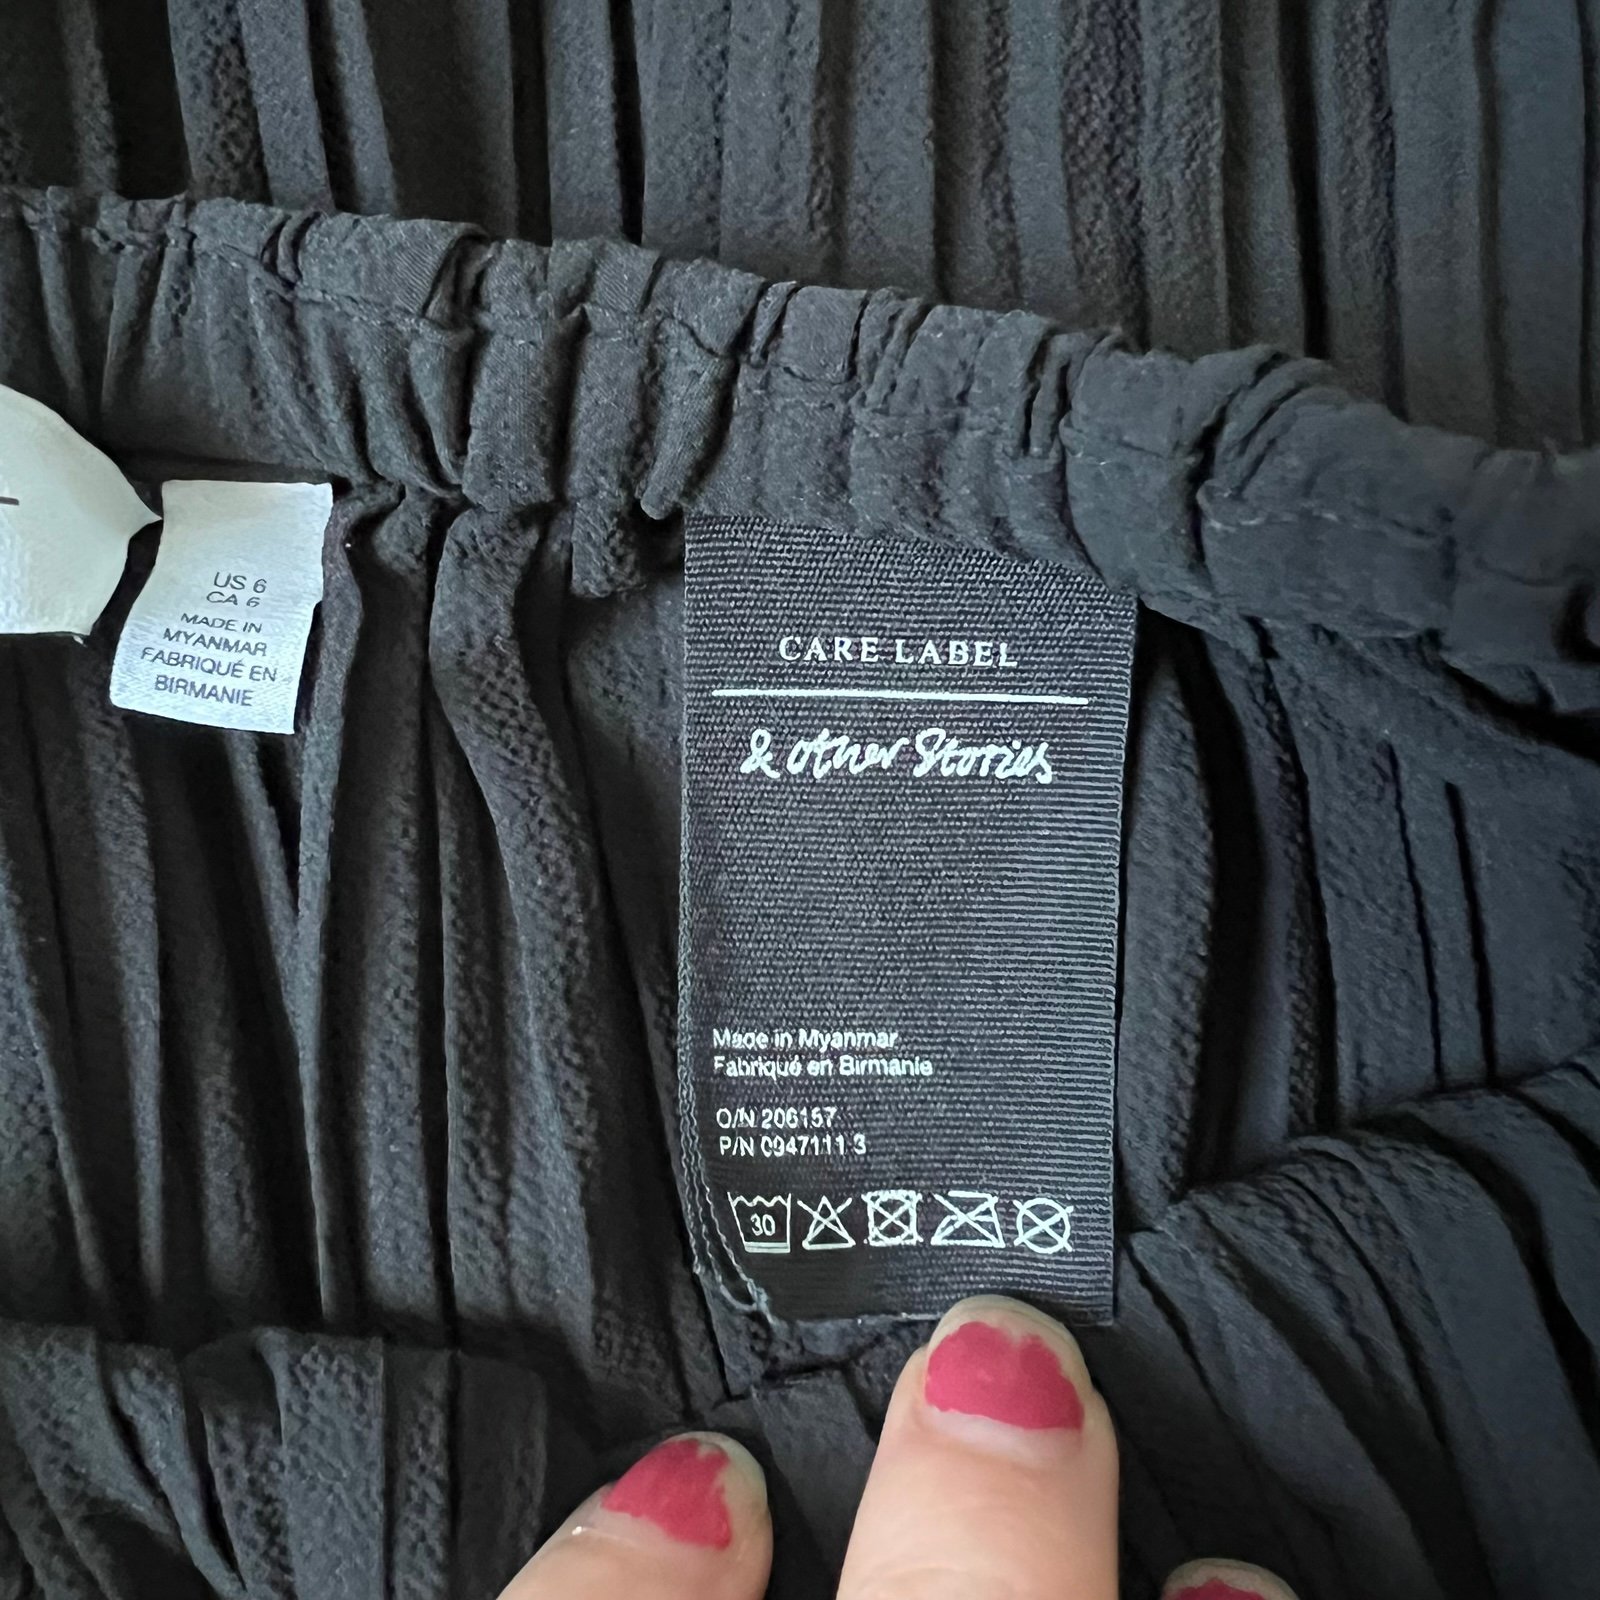 US 6
CA 6
MADE IN
MYANMAR
FABRIQUÉ EN
BIRMANIE
CARE LABEL
& other Stories
Made in Myanmar
Fabriqué en Birmanie
O/N 206157
P/N 0947111 3
30